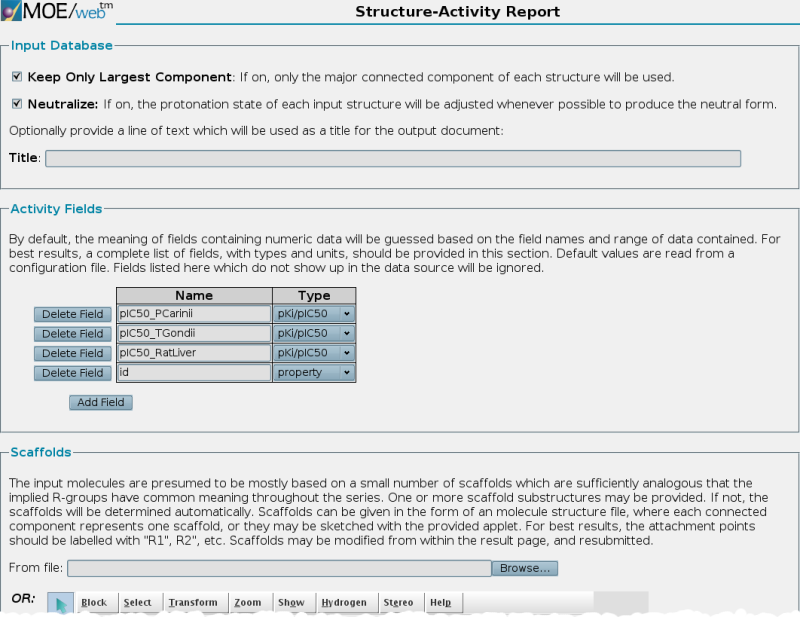 MOE/web™
Structure-Activity Report
Input Database
Keep Only Largest Component: If on, only the major connected component of each structure will be used.
Neutralize: If on, the protonation state of each input structure will be adjusted whenever possible to produce the neutral form.
Optionally provide a line of text which will be used as a title for the output document:
Title:
Activity Fields
By default, the meaning of fields containing numeric data will be guessed based on the field names and range of data contained. For
best results, a complete list of fields, with types and units, should be provided in this section. Default values are read from a
configuration file. Fields listed here which do not show up in the data source will be ignored.
Name Type
Delete Field pIC50_PCarinii pKi/pIC50
Delete Field pIC50_TGondii pKi/pIC50
Delete Field pIC50_RatLiver pKi/pIC50
Delete Field id property
Add Field
Scaffolds
The input molecules are presumed to be mostly based on a small number of scaffolds which are sufficiently analogous that the
implied R-groups have common meaning throughout the series. One or more scaffold substructures may be provided. If not, the
scaffolds will be determined automatically. Scaffolds can be given in the form of an molecule structure file, where each connected
component represents one scaffold, or they may be sketched with the provided applet. For best results, the attachment points
should be labelled with "R1", R2", etc. Scaffolds may be modified from within the result page, and resubmitted.
From file: Browse...
OR: Block Select Transform Zoom Show Hydrogen Stereo Help